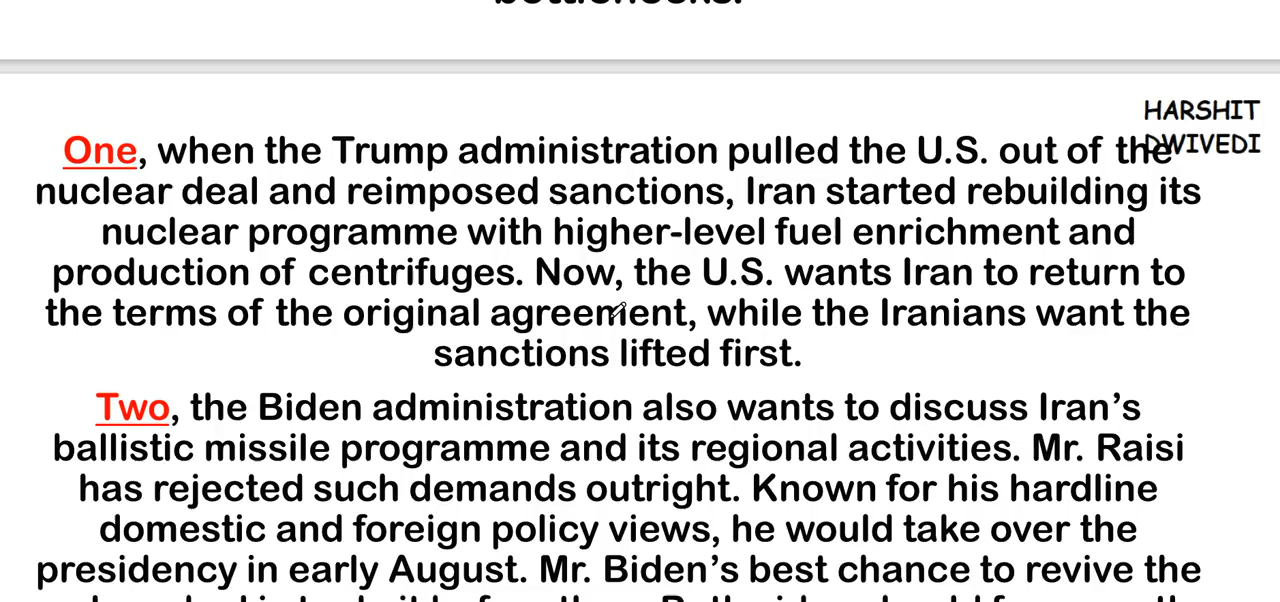 HARSHIT
DWIVEDI
One, when the Trump administration pulled the U.S. out of the
nuclear deal and reimposed sanctions, Iran started rebuilding its
nuclear programme with higher-level fuel enrichment and
production of centrifuges. Now, the U.S. wants Iran to return to
the terms of the original agreement, while the Iranians want the
sanctions lifted first.
Two, the Biden administration also wants to discuss Iran’s
ballistic missile programme and its regional activities. Mr. Raisi
has rejected such demands outright. Known for his hardline
domestic and foreign policy views, he would take over the
presidency in early August. Mr. Biden’s best chance to revive the